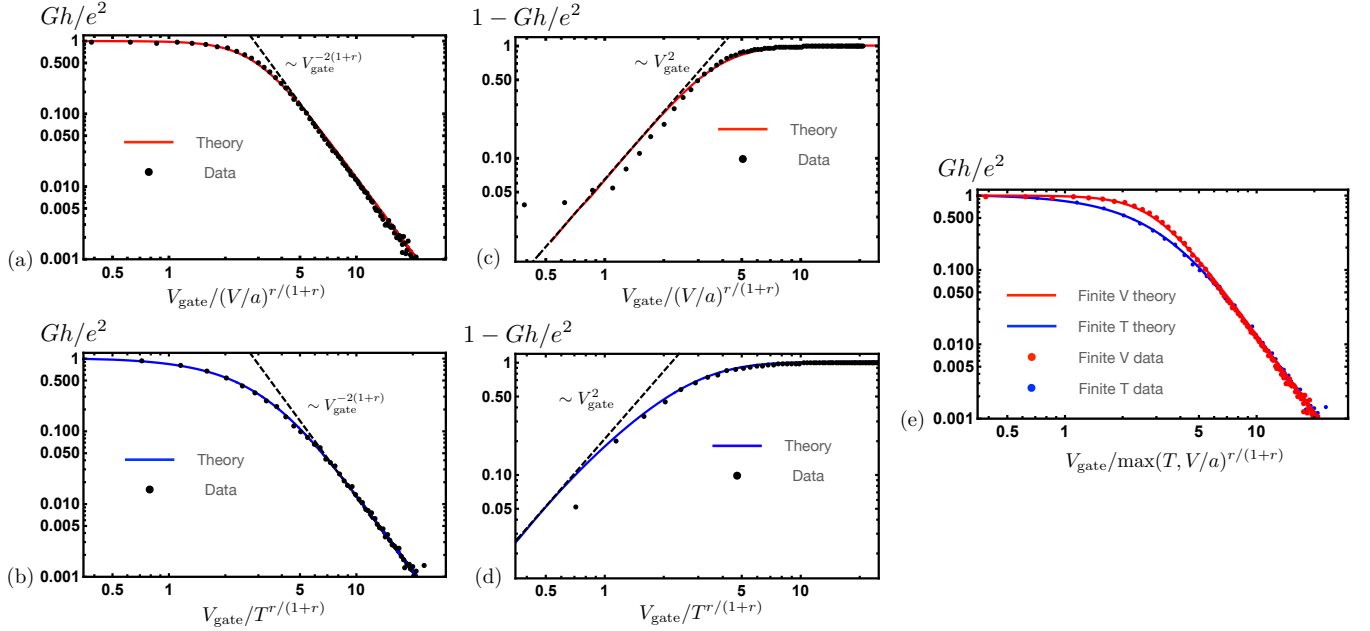 Gh/e²
1
0.500
0.100
0.050
0.010
0.005
0.001
∼ V_gate^{-2(1+r)}
Theory
Data
(a)
0.5 1 5 10
V_gate/(V/a)^{r/(1+r)}
Gh/e²
1
0.500
0.100
0.050
0.010
0.005
0.001
∼ V_gate^{-2(1+r)}
Theory
Data
(b)
0.5 1 5 10
V_gate/T^{r/(1+r)}
1 − Gh/e²
1
0.50
0.10
0.05
∼ V_gate^2
Theory
Data
(c)
0.5 1 5 10
V_gate/(V/a)^{r/(1+r)}
1 − Gh/e²
1
0.50
0.10
0.05
∼ V_gate^2
Theory
Data
(d)
0.5 1 5 10
V_gate/T^{r/(1+r)}
Gh/e²
1
0.500
0.100
0.050
0.010
0.005
0.001
Finite V theory
Finite T theory
Finite V data
Finite T data
(e)
0.5 1 5 10
V_gate/max(T, V/a)^{r/(1+r)}